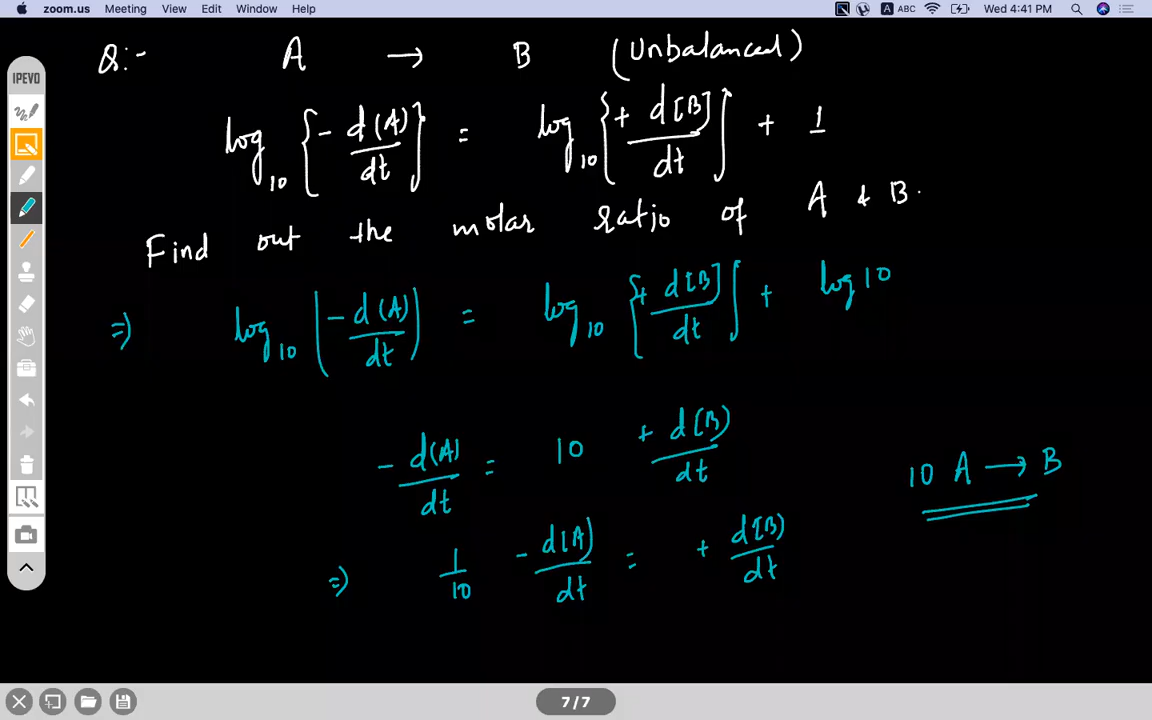 zoom.us Meeting View Edit Window Help A ABC Wed 4:41 PM
IPEVO
Q:- A → B (Unbalanced)
log10 {- d(A)/dt} = log10 {+ d[B]/dt} + 1
Find out the molar ratio of A & B.
⇒ log10 (- d(A)/dt) = log10 {+ d[B]/dt} + log 10
- d(A)/dt = 10 + d[B]/dt
10 A → B
⇒ 1/10 - d[A]/dt = + d[B]/dt
7/7